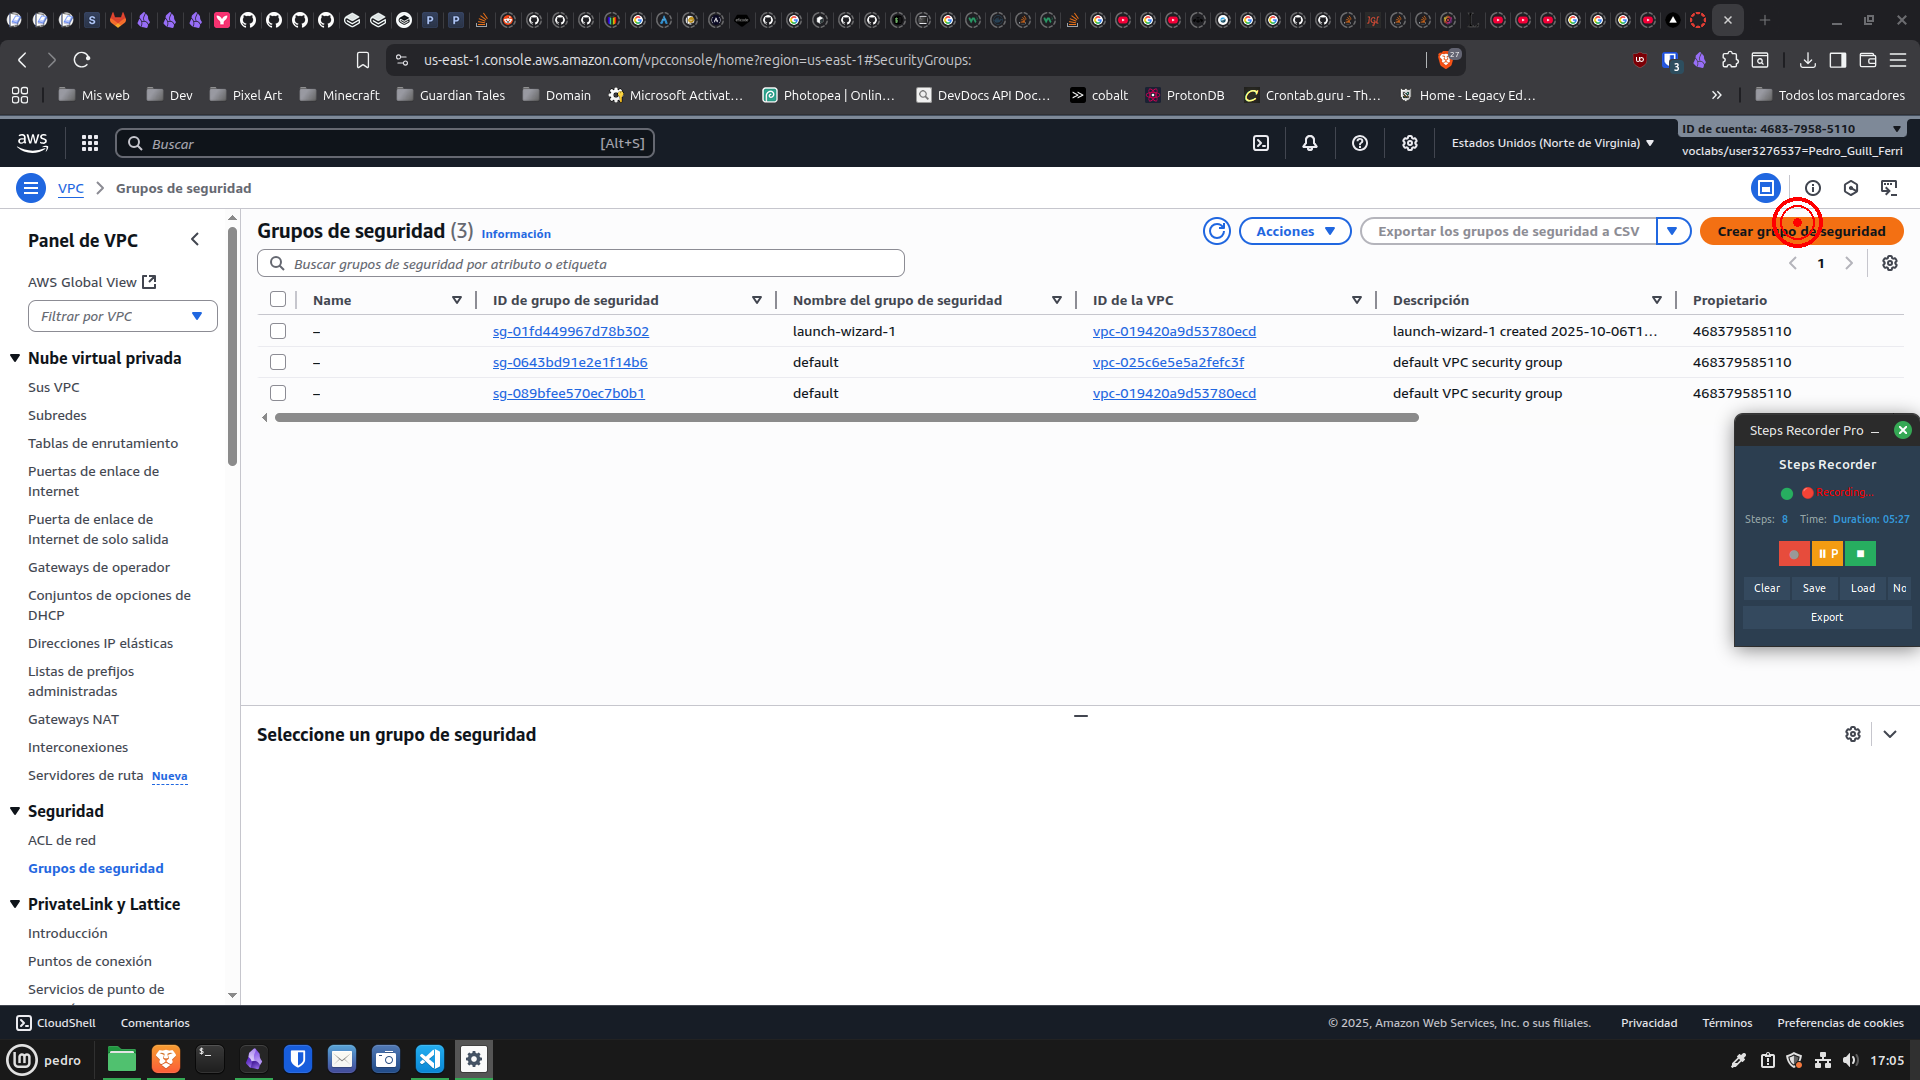 us-east-1.console.aws.amazon.com/vpcconsole/home?region=us-east-1#SecurityGroups:
27
3
Mis web
Dev
Pixel Art
Minecraft
Guardian Tales
Domain
Microsoft Activat...
Photopea | Onlin...
DevDocs API Doc...
cobalt
ProtonDB
Crontab.guru - Th...
Home - Legacy Ed...
Todos los marcadores
aws
Buscar
[Alt+S]
Estados Unidos (Norte de Virginia)
ID de cuenta: 4683-7958-5110
voclabs/user3276537=Pedro_Guill_Ferri
VPC
Grupos de seguridad
Panel de VPC
AWS Global View
Filtrar por VPC
Nube virtual privada
Sus VPC
Subredes
Tablas de enrutamiento
Puertas de enlace de
Internet
Puerta de enlace de
Internet de solo salida
Gateways de operador
Conjuntos de opciones de
DHCP
Direcciones IP elásticas
Listas de prefijos
administradas
Gateways NAT
Interconexiones
Servidores de ruta Nueva
Seguridad
ACL de red
Grupos de seguridad
PrivateLink y Lattice
Introducción
Puntos de conexión
Servicios de punto de
Grupos de seguridad (3) Información
Acciones
Exportar los grupos de seguridad a CSV
Crear grupo de seguridad
Buscar grupos de seguridad por atributo o etiqueta
1
Name ID de grupo de seguridad Nombre del grupo de seguridad ID de la VPC Descripción Propietario
– sg-01fd449967d78b302 launch-wizard-1 vpc-019420a9d53780ecd launch-wizard-1 created 2025-10-06T1... 468379585110
– sg-0643bd91e2e1f14b6 default vpc-025c6e5e5a2fefc3f default VPC security group 468379585110
– sg-089bfee570ec7b0b1 default vpc-019420a9d53780ecd default VPC security group 468379585110
Steps Recorder Pro
Steps Recorder
Recording...
Steps: 8 Time: Duration: 05:27
P
Clear Save Load No
Export
Seleccione un grupo de seguridad
CloudShell
Comentarios
© 2025, Amazon Web Services, Inc. o sus filiales.
Privacidad
Términos
Preferencias de cookies
pedro
17:05